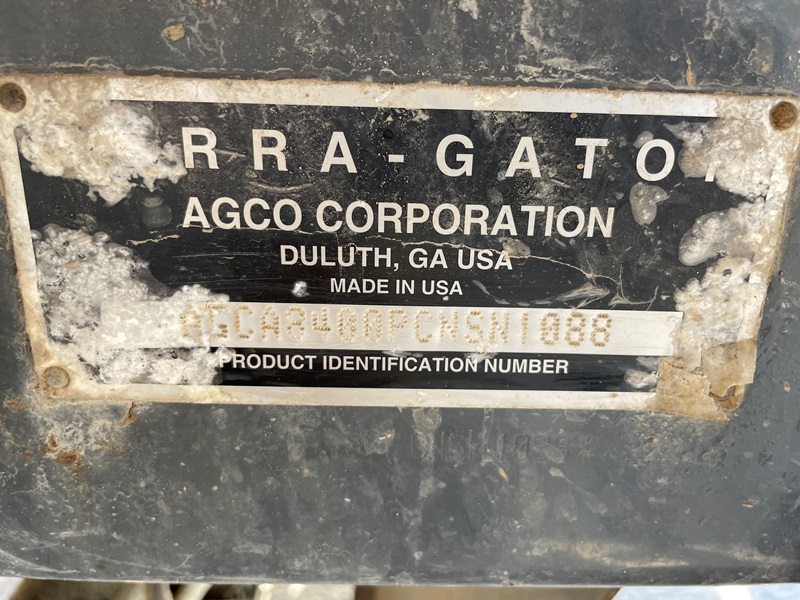 RRA-GATO
AGCO CORPORATION
DULUTH, GA USA
MADE IN USA
AGCA8400PCNSN1088
PRODUCT IDENTIFICATION NUMBER